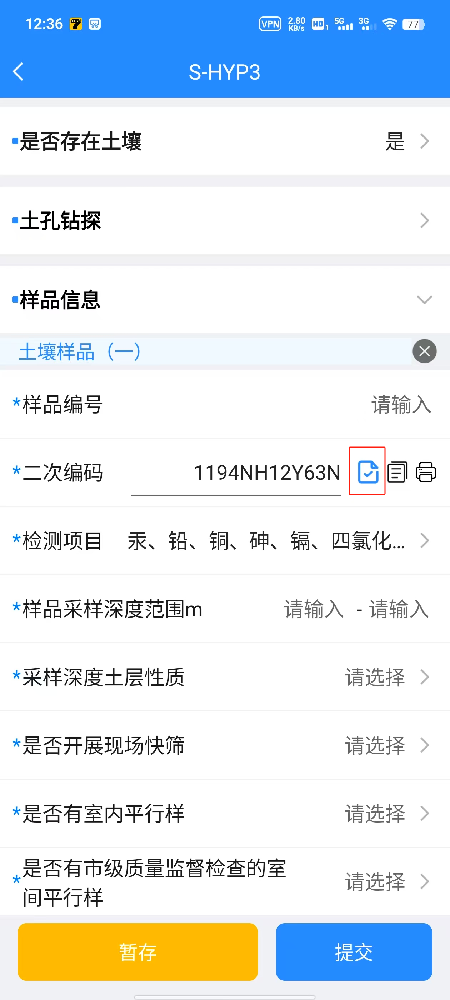 12:36
VPN 2.80 KB/s HD 1 5G 3G 77
S-HYP3
是否存在土壤 是
土孔钻探
样品信息
土壤样品（一）
*样品编号 请输入
*二次编码 1194NH12Y63N
*检测项目 汞、铅、铜、砷、镉、四氯化...
*样品采样深度范围m 请输入 - 请输入
*采样深度土层性质 请选择
*是否开展现场快筛 请选择
*是否有室内平行样 请选择
*是否有市级质量监督检查的室
间平行样 请选择
暂存 提交